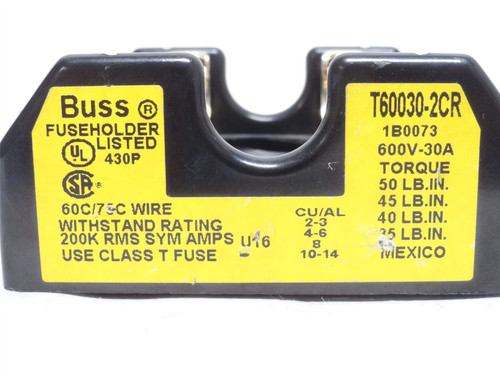 Buss ®
FUSEHOLDER
UL LISTED
430P
SA
60C/75C WIRE
WITHSTAND RATING
200K RMS SYM AMPS
USE CLASS T FUSE
U16
CU/AL
2-3
4-6
8
10-14
T60030-2CR
1B0073
600V-30A
TORQUE
50 LB.IN.
45 LB.IN.
40 LB.IN.
35 LB.IN.
MEXICO